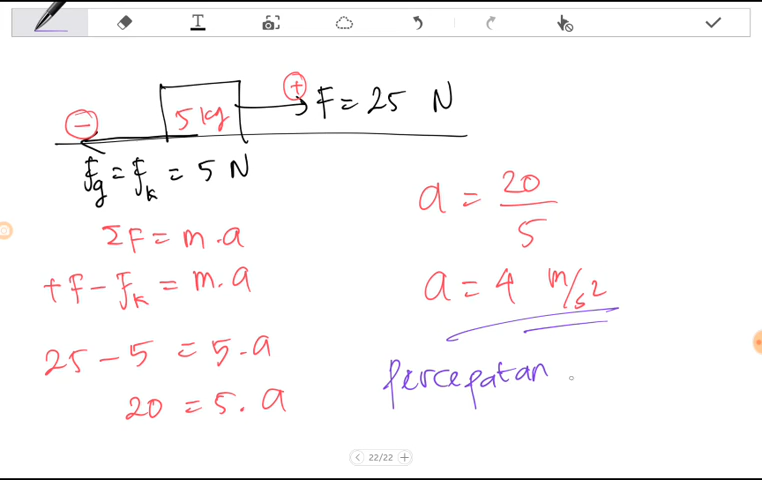 T
⊖
5 kg
⊕
F = 25 N
fg = fk = 5 N
ΣF = m . a
+F - fk = m. a
25 - 5 = 5 . a
20 = 5 . a
a = 20/5
a = 4 m/s2
Percepatan
22/22